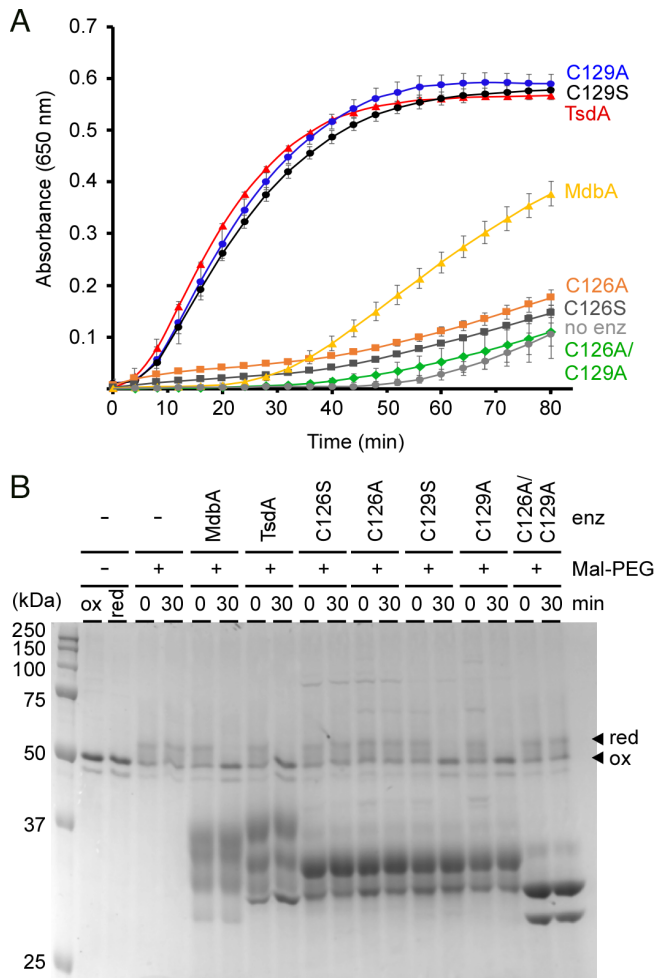 A
Absorbance (650 nm)
0.7
0.6
0.5
0.4
0.3
0.2
0.1
0 10 20 30 40 50 60 70 80
Time (min)
C129A
C129S
TsdA
MdbA
C126A
C126S
no enz
C126A/
C129A
B
– – MdbA TsdA C126S C126A C129S C129A C126A/ C129A enz
– + + + + + + + + Mal-PEG
(kDa) ox red 0 30 0 30 0 30 0 30 0 30 0 30 0 30 0 30 min
250
150
100
75
50
37
25
red
ox